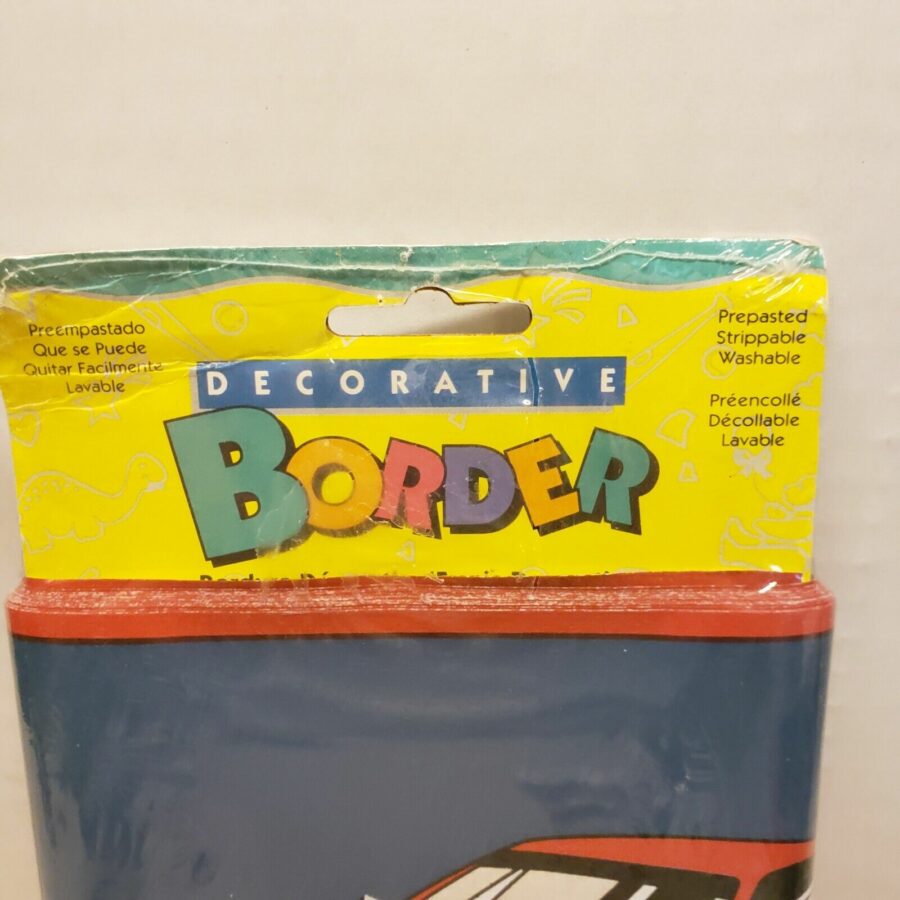 Preempastado
Que se Puede
Quitar Facilmente
Lavable
DECORATIVE
BORDER
Prepasted
Strippable
Washable
Préencollé
Décollable
Lavable